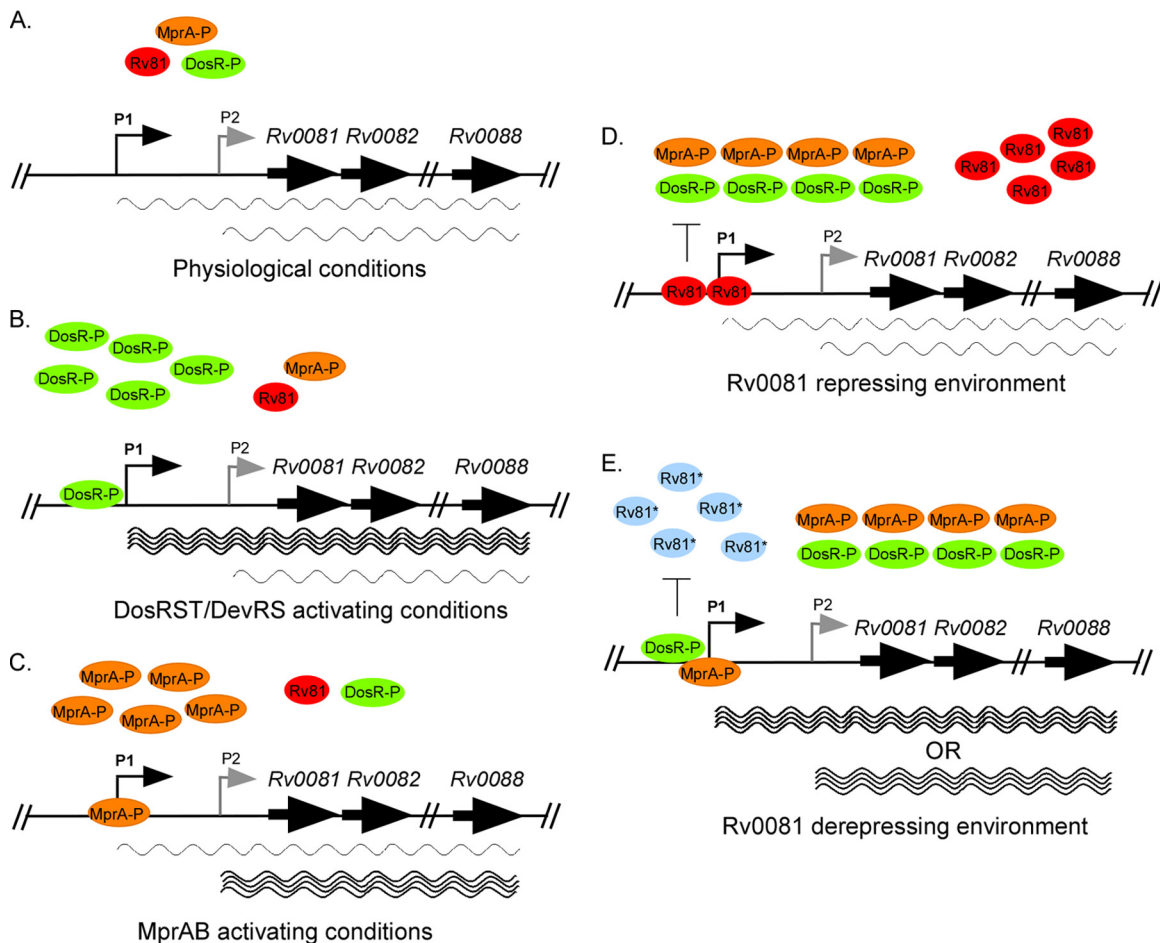 A.
MprA-P
Rv81 DosR-P
P1 P2 Rv0081 Rv0082 Rv0088
// // //
Physiological conditions
B.
DosR-P
DosR-P
DosR-P
DosR-P
DosR-P
MprA-P
Rv81
P1 P2 Rv0081 Rv0082 Rv0088
DosR-P
// // //
DosRST/DevRS activating conditions
C.
MprA-P MprA-P
MprA-P MprA-P MprA-P
Rv81 DosR-P
P1 P2 Rv0081 Rv0082 Rv0088
MprA-P
// // //
MprAB activating conditions
D.
MprA-P MprA-P MprA-P MprA-P
DosR-P DosR-P DosR-P DosR-P
Rv81
Rv81
Rv81
Rv81
Rv81
P1 P2 Rv0081 Rv0082 Rv0088
Rv81 Rv81
// // //
Rv0081 repressing environment
E.
Rv81*
Rv81* Rv81*
Rv81* Rv81*
MprA-P MprA-P MprA-P MprA-P
DosR-P DosR-P DosR-P DosR-P
P1 P2 Rv0081 Rv0082 Rv0088
DosR-P
MprA-P
// // //
OR
Rv0081 derepressing environment